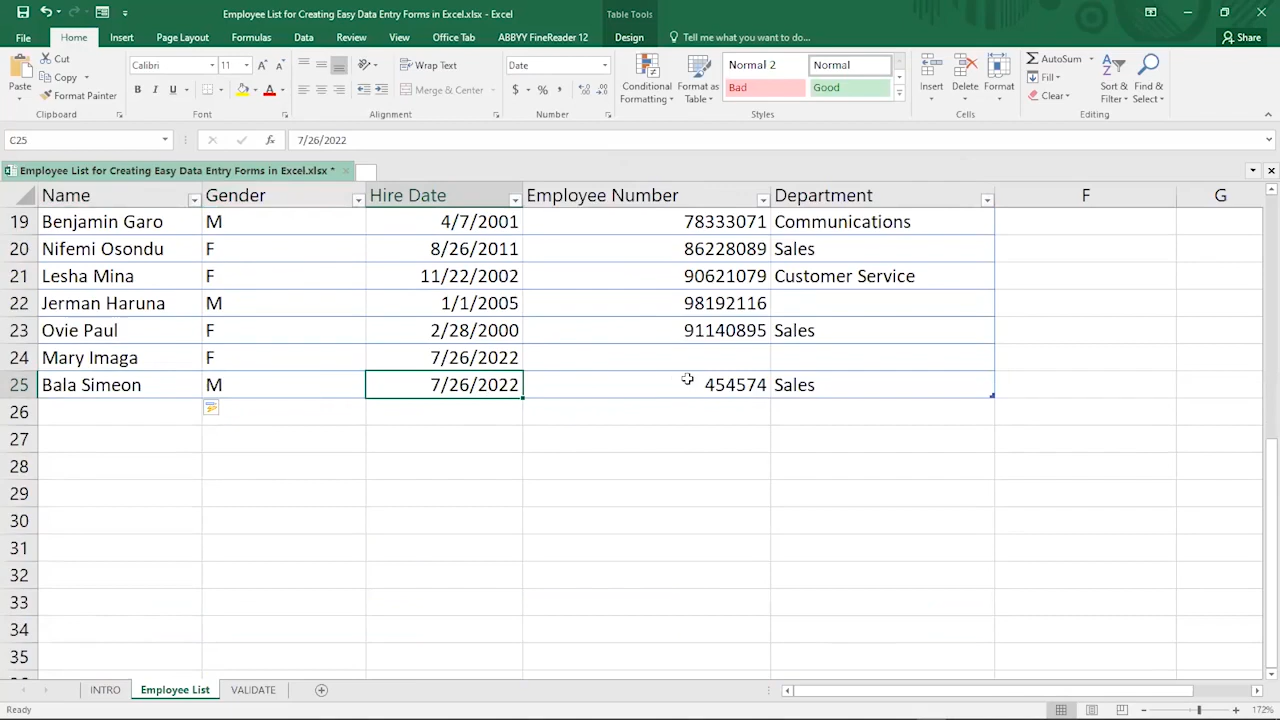 Employee List for Creating Easy Data Entry Forms in Excel.xlsx - Excel
Table Tools
File Home Insert Page Layout Formulas Data Review View Office Tab ABBYY FineReader 12 Design Tell me what you want to do... Share
Paste
Cut
Copy
Format Painter
Clipboard
Calibri 11
B I U
Font
Wrap Text
Merge & Center
Alignment
Date
$ % ,
Number
Conditional Formatting
Format as Table
Normal 2 Normal
Bad Good
Styles
Insert Delete Format
Cells
AutoSum
Fill
Clear
Sort & Filter
Find & Select
Editing
C25 fx 7/26/2022
Employee List for Creating Easy Data Entry Forms in Excel.xlsx *
Name Gender Hire Date Employee Number Department F G
19 Benjamin Garo M 4/7/2001 78333071 Communications
20 Nifemi Osondu F 8/26/2011 86228089 Sales
21 Lesha Mina F 11/22/2002 90621079 Customer Service
22 Jerman Haruna M 1/1/2005 98192116
23 Ovie Paul F 2/28/2000 91140895 Sales
24 Mary Imaga F 7/26/2022
25 Bala Simeon M 7/26/2022 454574 Sales
26
27
28
29
30
31
32
33
34
35
INTRO Employee List VALIDATE
Ready 172%